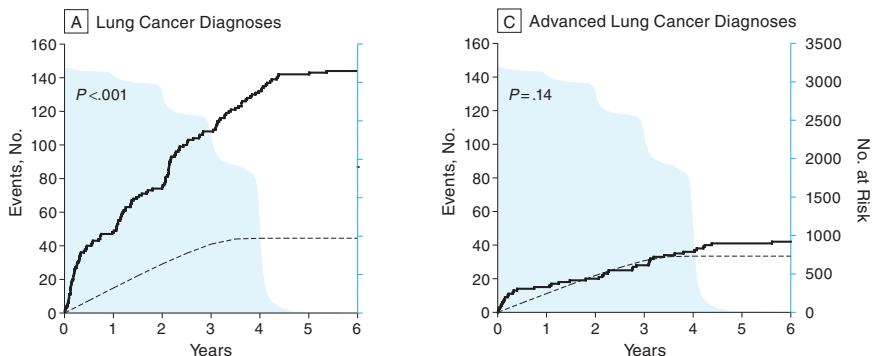 A Lung Cancer Diagnoses
160
140
120
100
80
60
40
20
0
Events, No.
P<.001
0 1 2 3 4 5 6
Years
C Advanced Lung Cancer Diagnoses
160
140
120
100
80
60
40
20
0
Events, No.
P=.14
3500
3000
2500
2000
1500
1000
500
0
No. at Risk
0 1 2 3 4 5 6
Years